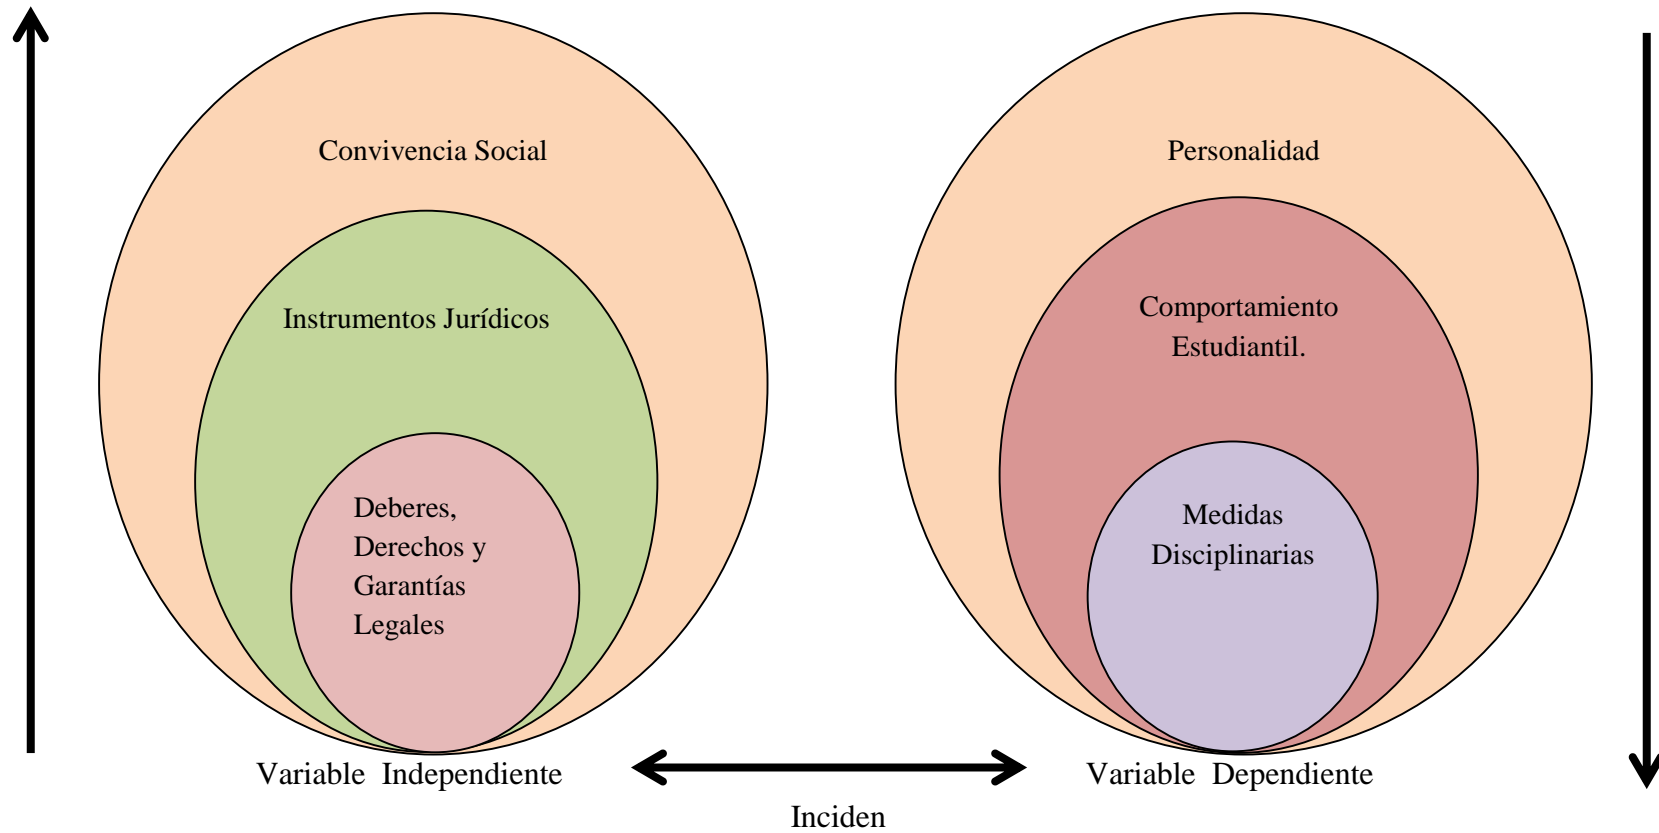 Convivencia Social
Instrumentos Jurídicos
Deberes,
Derechos y
Garantías
Legales
Personalidad
Comportamiento
Estudiantil.
Medidas
Disciplinarias
Variable Independiente
Variable Dependiente
Inciden